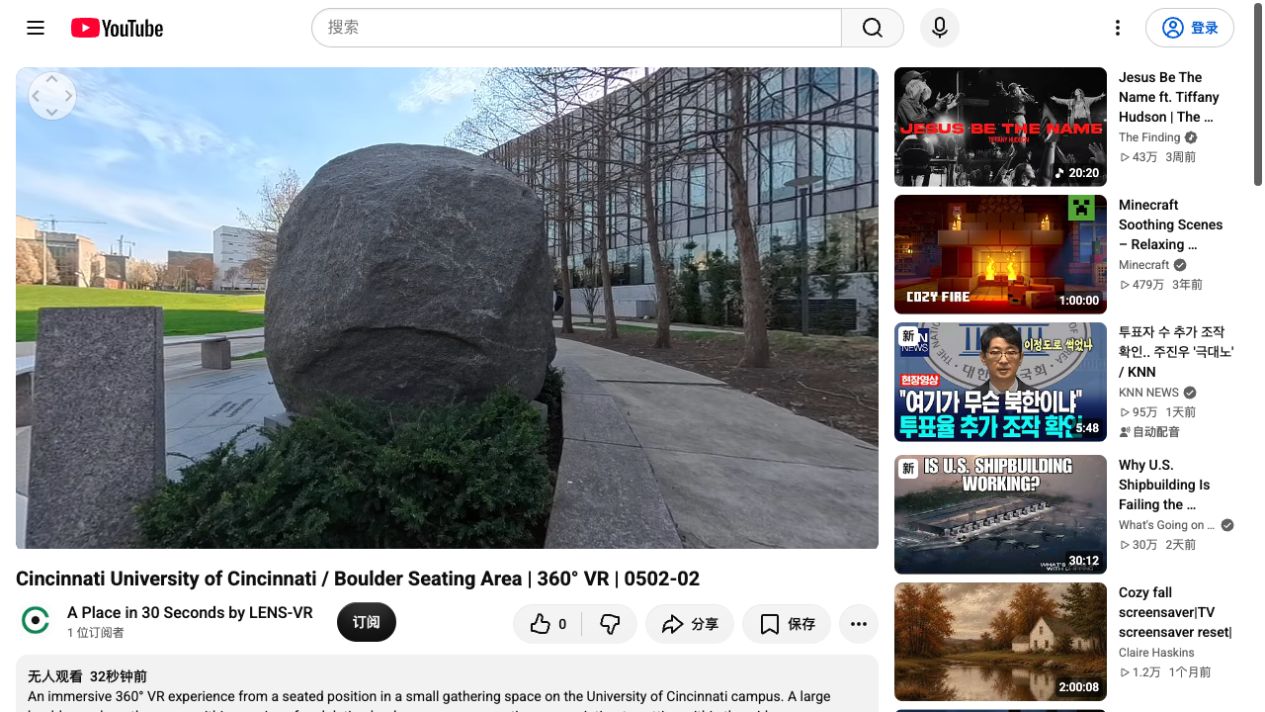 YouTube
搜索
登录
Cincinnati University of Cincinnati / Boulder Seating Area | 360° VR | 0502-02
A Place in 30 Seconds by LENS-VR
1 位订阅者
订阅
0
分享
保存
无人观看 32秒钟前
An immersive 360° VR experience from a seated position in a small gathering space on the University of Cincinnati campus. A large
JESUS BE THE NAME
TIFFANY HUDSON
20:20
Jesus Be The
Name ft. Tiffany
Hudson | The ...
The Finding
43万 3周前
COZY FIRE
1:00:00
Minecraft
Soothing Scenes
– Relaxing ...
Minecraft
479万 3年前
新
NEWS
이정도로 썩었나
현장영상
"여기가 무슨 북한이냐"
투표율 추가 조작 확인
5:48
투표자 수 추가 조작
확인.. 주진우 '극대노'
/ KNN
KNN NEWS
95万 1天前
自动配音
新
IS U.S. SHIPBUILDING
WORKING?
30:12
Why U.S.
Shipbuilding Is
Failing the ...
What's Going on ...
30万 2天前
2:00:08
Cozy fall
screensaver|TV
screensaver reset|
Claire Haskins
1.2万 1个月前